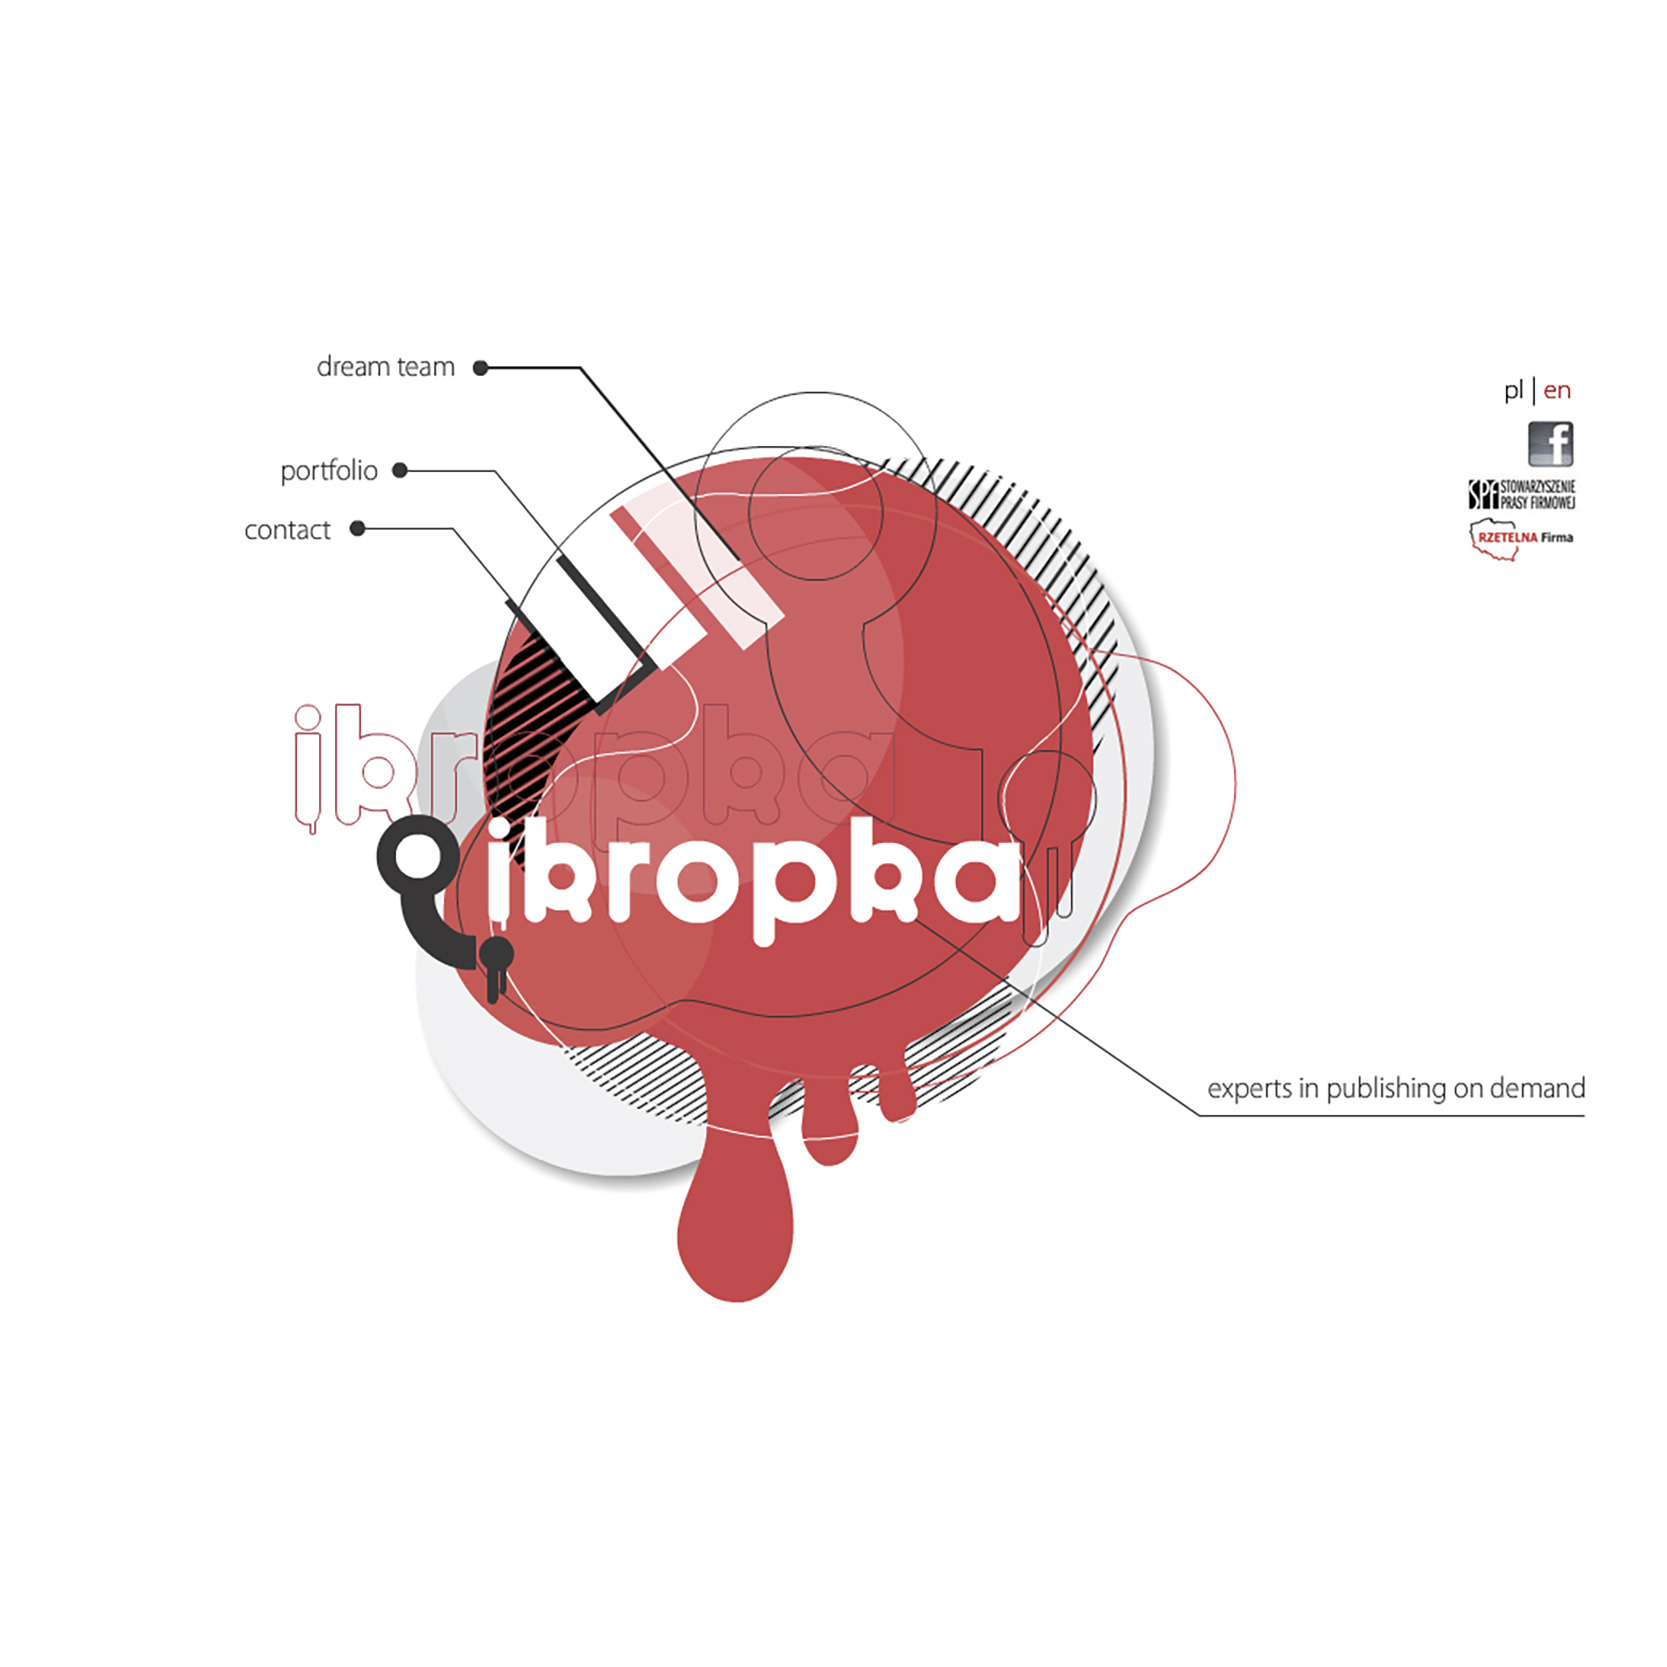 dream team
portfolio
contact
pl | en
f
SPF STOWARZYSZENIE
PRASY FIRMOWEJ
RZETELNA Firma
ikropka
ikropka
experts in publishing on demand